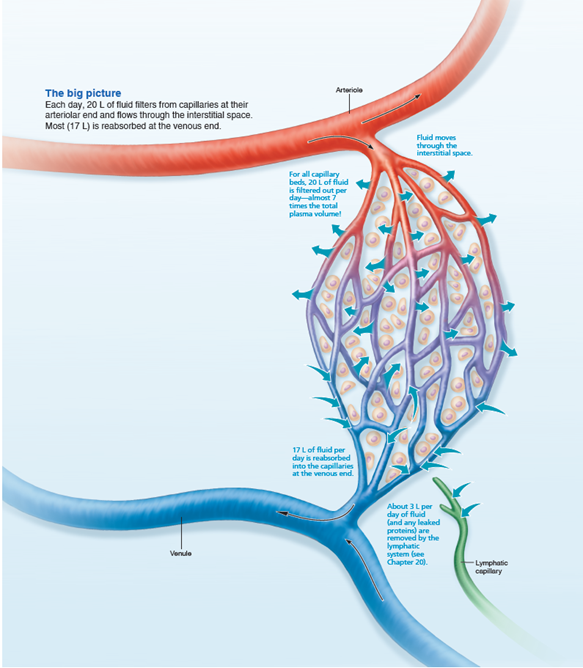 The big picture
Each day, 20 L of fluid filters from capillaries at their
arteriolar end and flows through the interstitial space.
Most (17 L) is reabsorbed at the venous end.
Arteriole
Fluid moves
through the
interstitial space.
For all capillary
beds, 20 L of fluid
is filtered out per
day—almost 7
times the total
plasma volume!
17 L of fluid per
day is reabsorbed
into the capillaries
at the venous end.
About 3 L per
day of fluid
(and any leaked
proteins) are
removed by the
lymphatic
system (see
Chapter 20).
Venule
Lymphatic
capillary